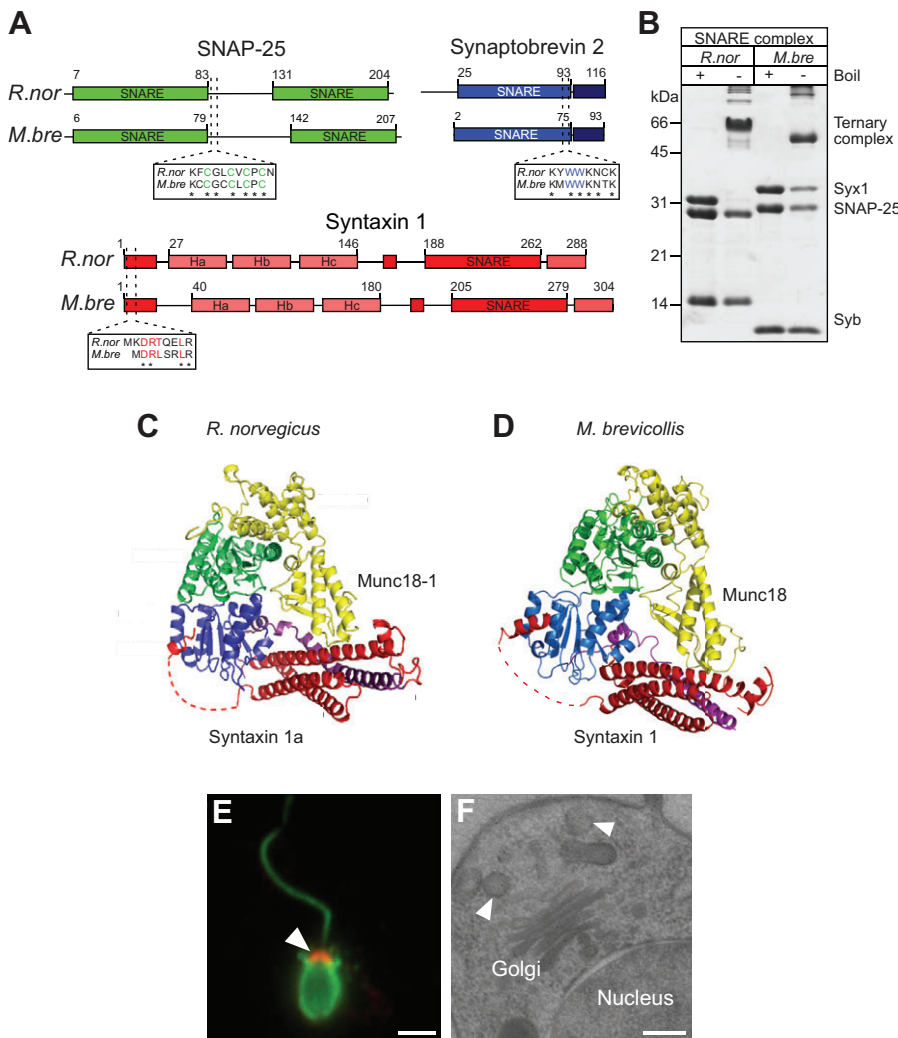 A
SNAP-25
7 83 131 204
R.nor SNARE SNARE
6 79 142 207
M.bre SNARE SNARE
R.nor KFCGLCVCPCN
M.bre KCCGCCLCPC
* ** * ***
Synaptobrevin 2
25 93 116
SNARE
2 75 93
SNARE
R.nor KYWWKNCK
M.bre KMWWKNTK
* **** *
Syntaxin 1
1 27 146 188 262 288
R.nor Ha Hb Hc SNARE
1 40 180 205 279 304
M.bre Ha Hb Hc SNARE
R.nor MKDRTQELR
M.bre MDRLSRLR
** **
B
SNARE complex
R.nor M.bre
+ - + - Boil
kDa
66
45
31
21
14
Ternary
complex
Syx1
SNAP-25
Syb
C
R. norvegicus
Munc18-1
Syntaxin 1a
D
M. brevicollis
Munc18
Syntaxin 1
E
F
Golgi
Nucleus